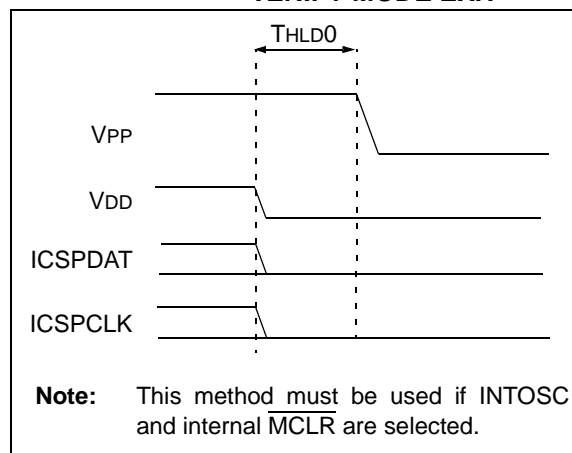 THLD0
VPP
VDD
ICSPDAT
ICSPCLK
Note: This method must be used if INTOSC
and internal MCLR are selected.